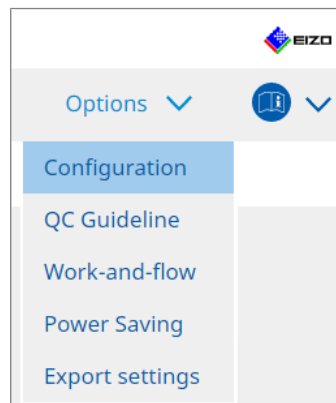 EIZO
Options
Configuration
QC Guideline
Work-and-flow
Power Saving
Export settings